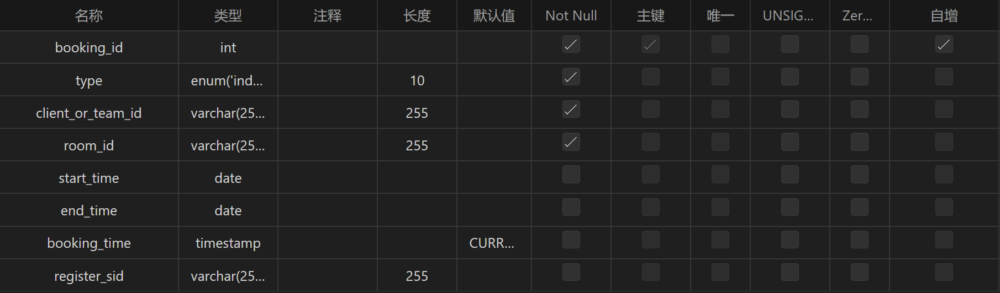 名称 类型 注释 长度 默认值 Not Null 主键 唯一 UNSIG... Zer... 自增
booking_id int
type enum('ind... 10
client_or_team_id varchar(25... 255
room_id varchar(25... 255
start_time date
end_time date
booking_time timestamp CURR...
register_sid varchar(25... 255